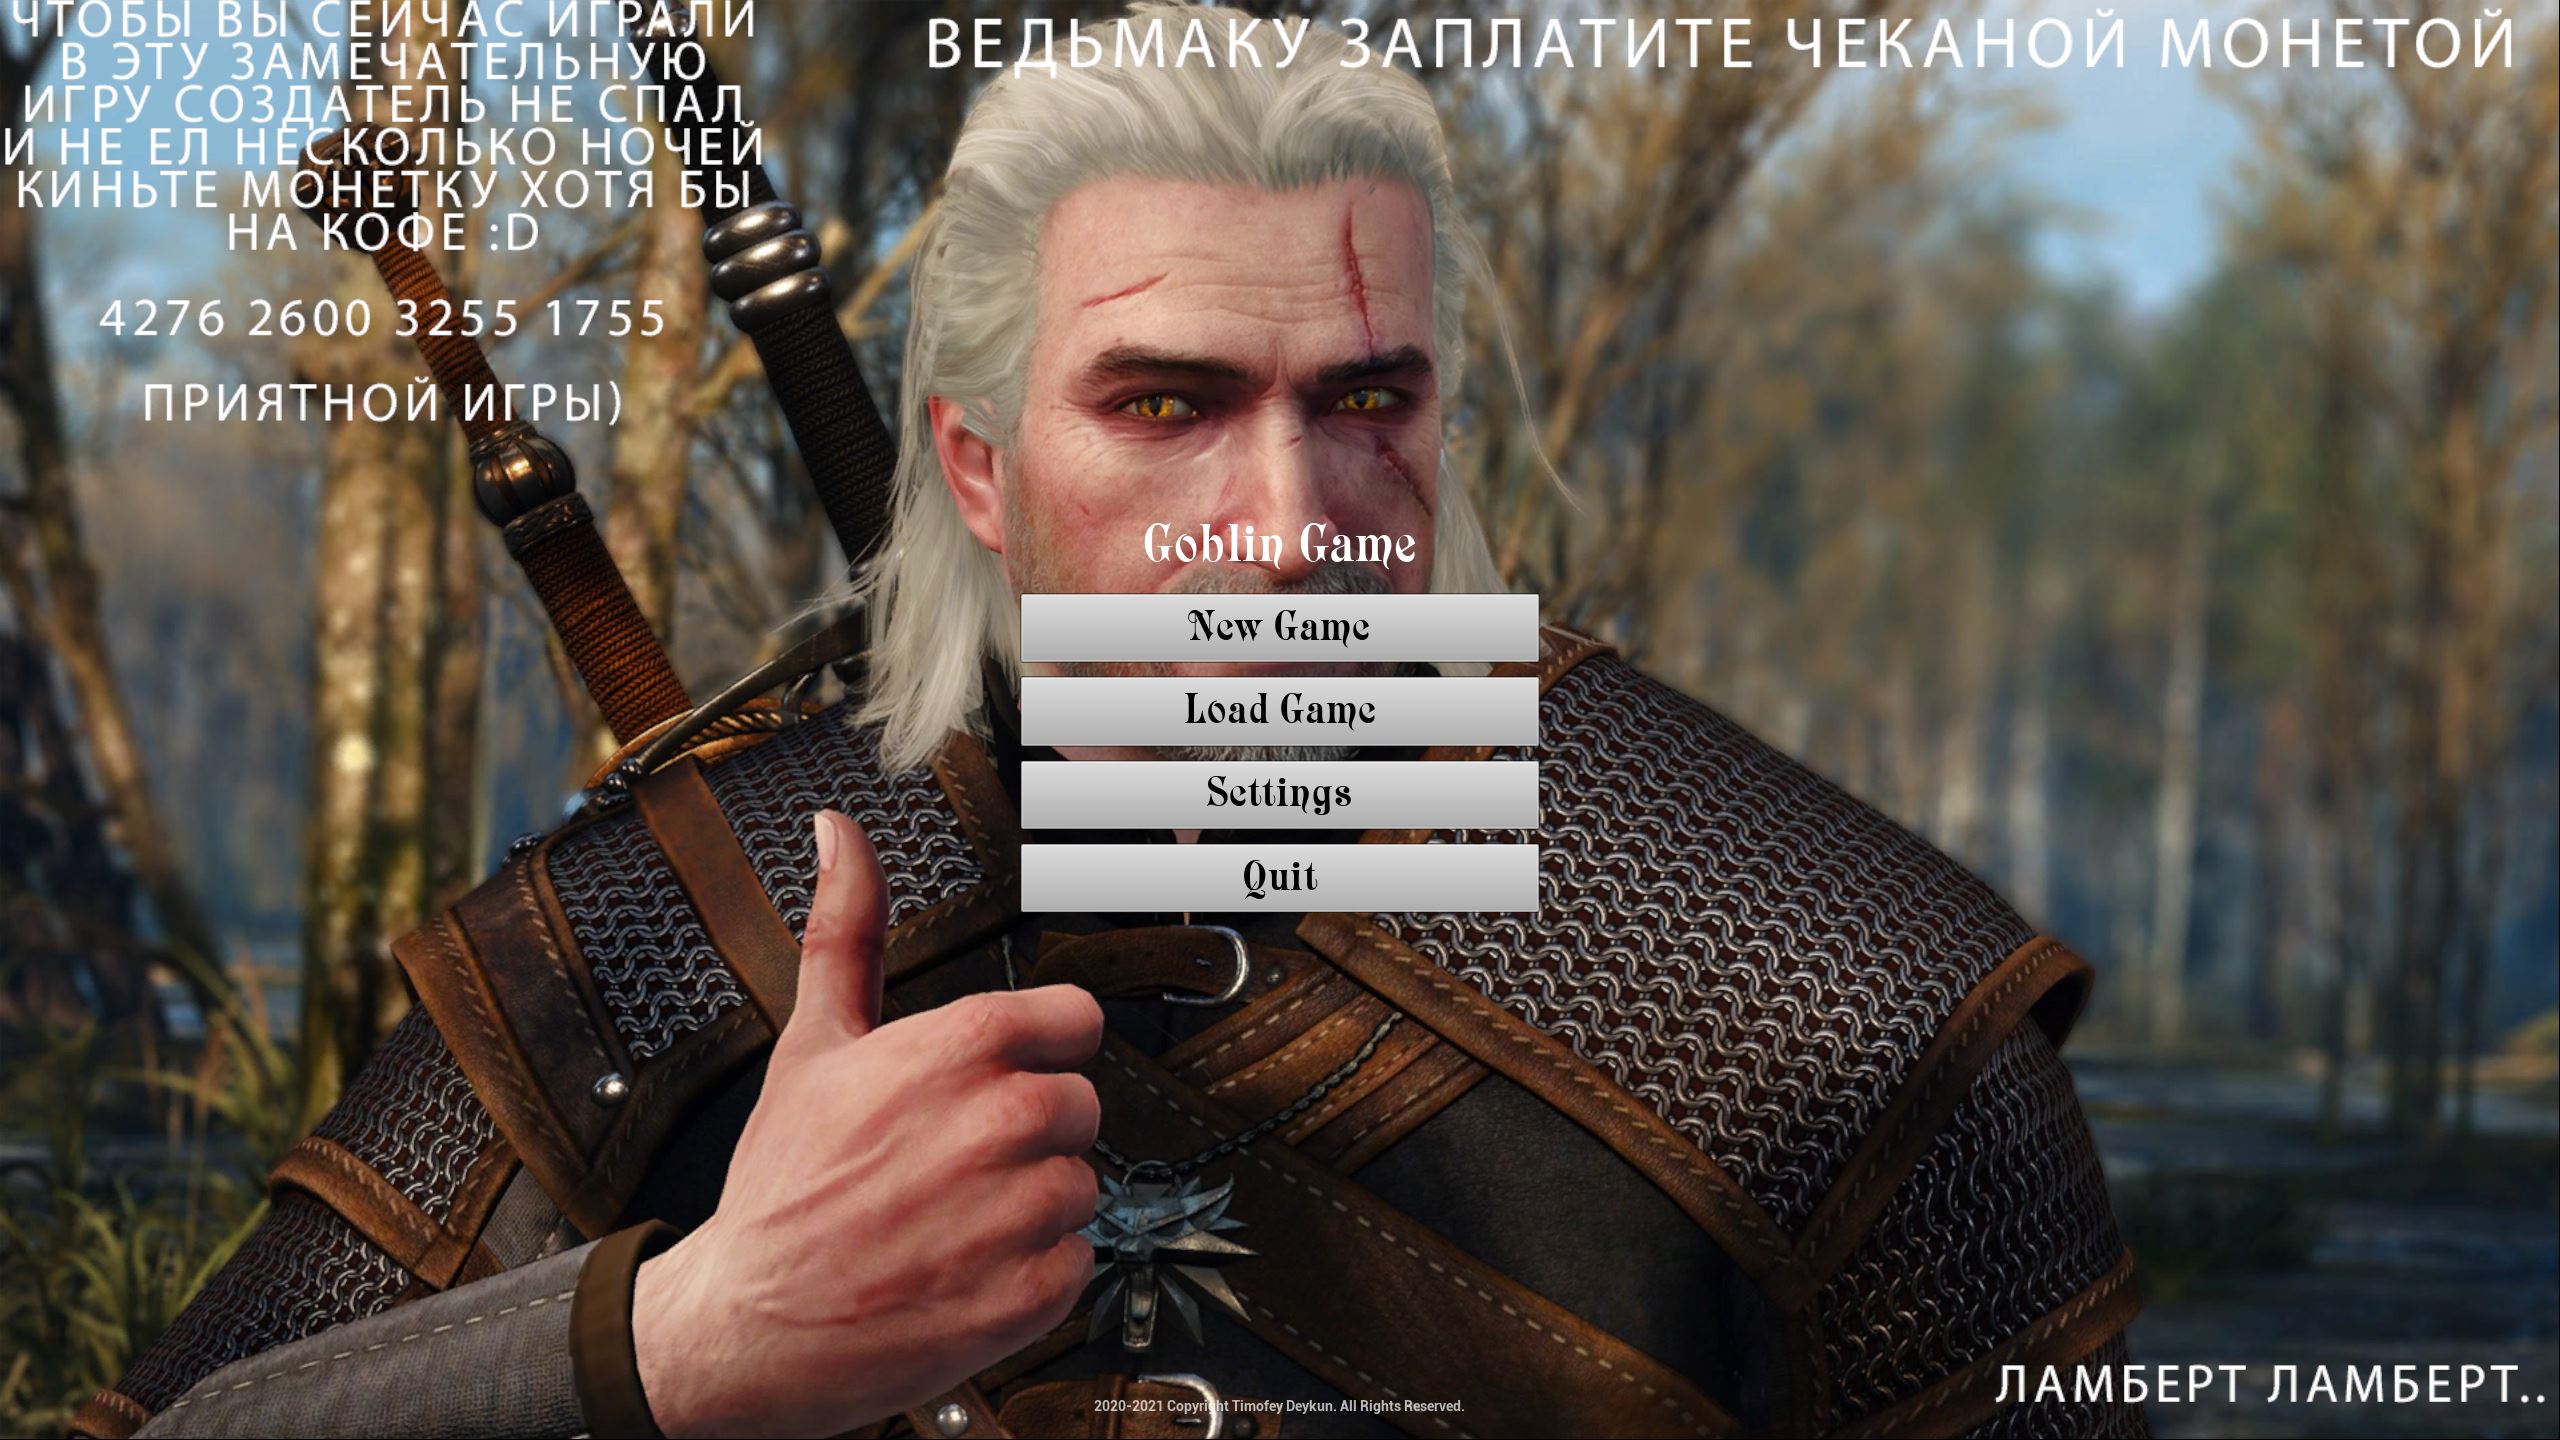 ЧТОБЫ ВЫ СЕЙЧАС ИГРАЛИ
В ЭТУ ЗАМЕЧАТЕЛЬНУЮ
ИГРУ СОЗДАТЕЛЬ НЕ СПАЛ
И НЕ ЕЛ НЕСКОЛЬКО НОЧЕЙ
КИНЬТЕ МОНЕТКУ ХОТЯ БЫ
НА КОФЕ :D
4276 2600 3255 1755
ПРИЯТНОЙ ИГРЫ)
ВЕДЬМАКУ ЗАПЛАТИТЕ ЧЕКАНОЙ МОНЕТОЙ
Goblin Game
New Game
Load Game
Settings
Quit
ЛАМБЕРТ ЛАМБЕРТ..
2020-2021 Copyright Timofey Deykun. All Rights Reserved.